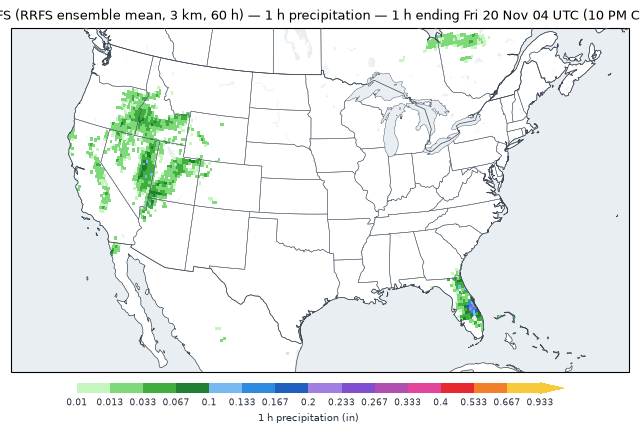 FS (RRFS ensemble mean, 3 km, 60 h) — 1 h precipitation — 1 h ending Fri 20 Nov 04 UTC (10 PM C
0.01 0.013 0.033 0.067 0.1 0.133 0.167 0.2 0.233 0.267 0.333 0.4 0.533 0.667 0.933
1 h precipitation (in)